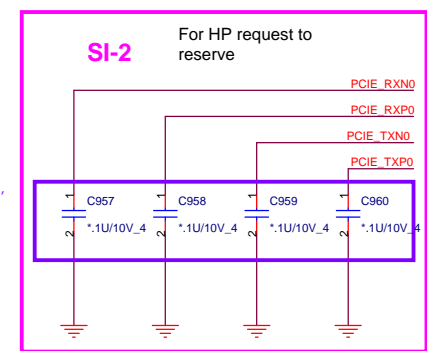 SI-2
For HP request to
reserve
PCIE_RXN0
PCIE_RXP0
PCIE_TXN0
PCIE_TXP0
1 1 1 1
C957 C958 C959 C960
*.1U/10V_4 *.1U/10V_4 *.1U/10V_4 *.1U/10V_4
2 2 2 2